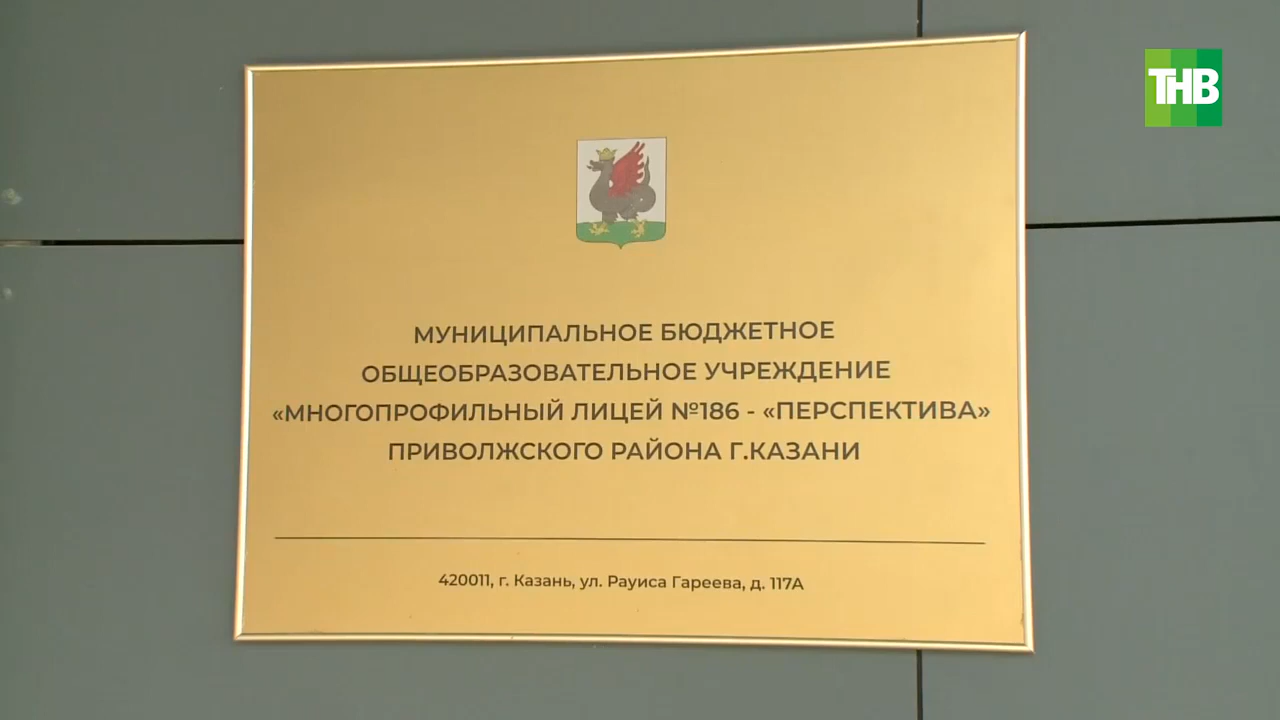 ТНВ
МУНИЦИПАЛЬНОЕ БЮДЖЕТНОЕ
ОБЩЕОБРАЗОВАТЕЛЬНОЕ УЧРЕЖДЕНИЕ
«МНОГОПРОФИЛЬНЫЙ ЛИЦЕЙ №186 - «ПЕРСПЕКТИВА»
ПРИВОЛЖСКОГО РАЙОНА Г.КАЗАНИ
420011, г. Казань, ул. Рауиса Гареева, д. 117А